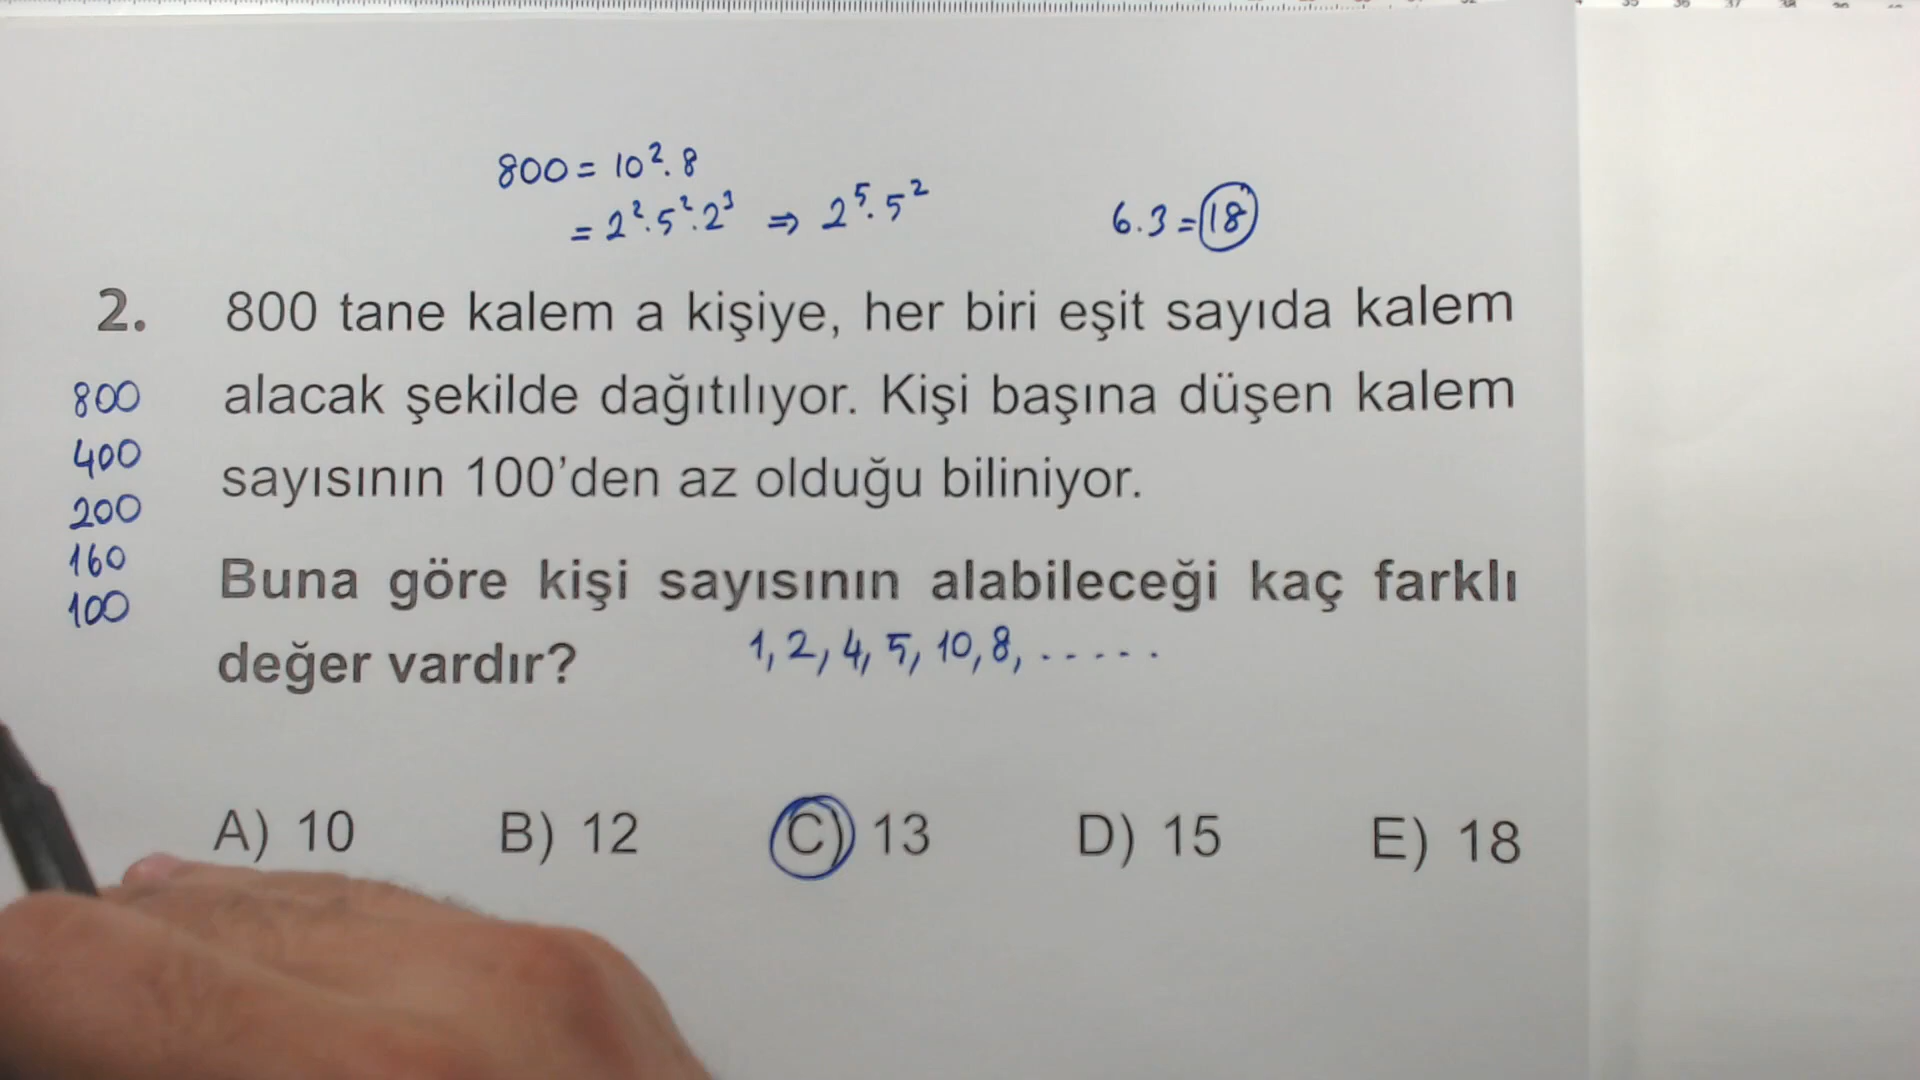 800 = 10². 8
= 2². 5². 2³ ⇒ 2⁵. 5²
6.3 = 18
2. 800 tane kalem a kişiye, her biri eşit sayıda kalem
alacak şekilde dağıtılıyor. Kişi başına düşen kalem
sayısının 100'den az olduğu biliniyor.
800
400
200
160
100
Buna göre kişi sayısının alabileceği kaç farklı
değer vardır?
1, 2, 4, 5, 10, 8, .....
A) 10 B) 12 C) 13 D) 15 E) 18